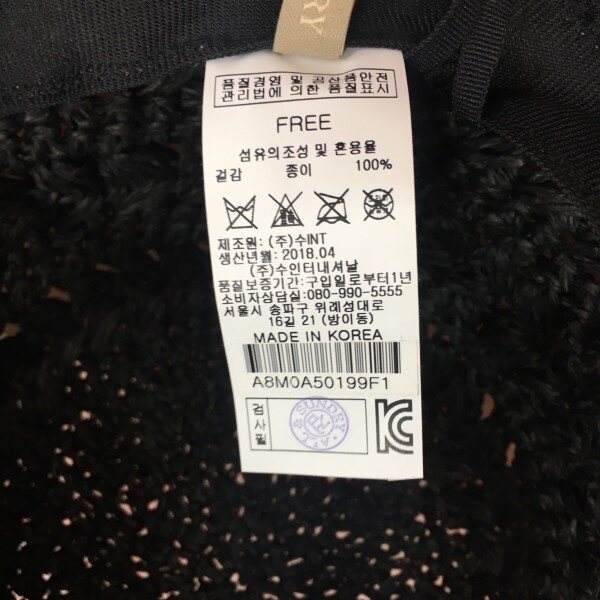 RY
품질경영 및 공산품안전
관리법에 의한 품질표시
FREE
섬유의조성 및 혼용율
겉감 종이 100%
제조원: (주)수INT
생산년월: 2018.04
(주)수인터내셔날
품질보증기간: 구입일로부터1년
소비자상담실: 080-990-5555
서울시 송파구 위례성대로
16길 21 (방이동)
MADE IN KOREA
A8M0A50199F1
검사필
& SUNDRY
KC